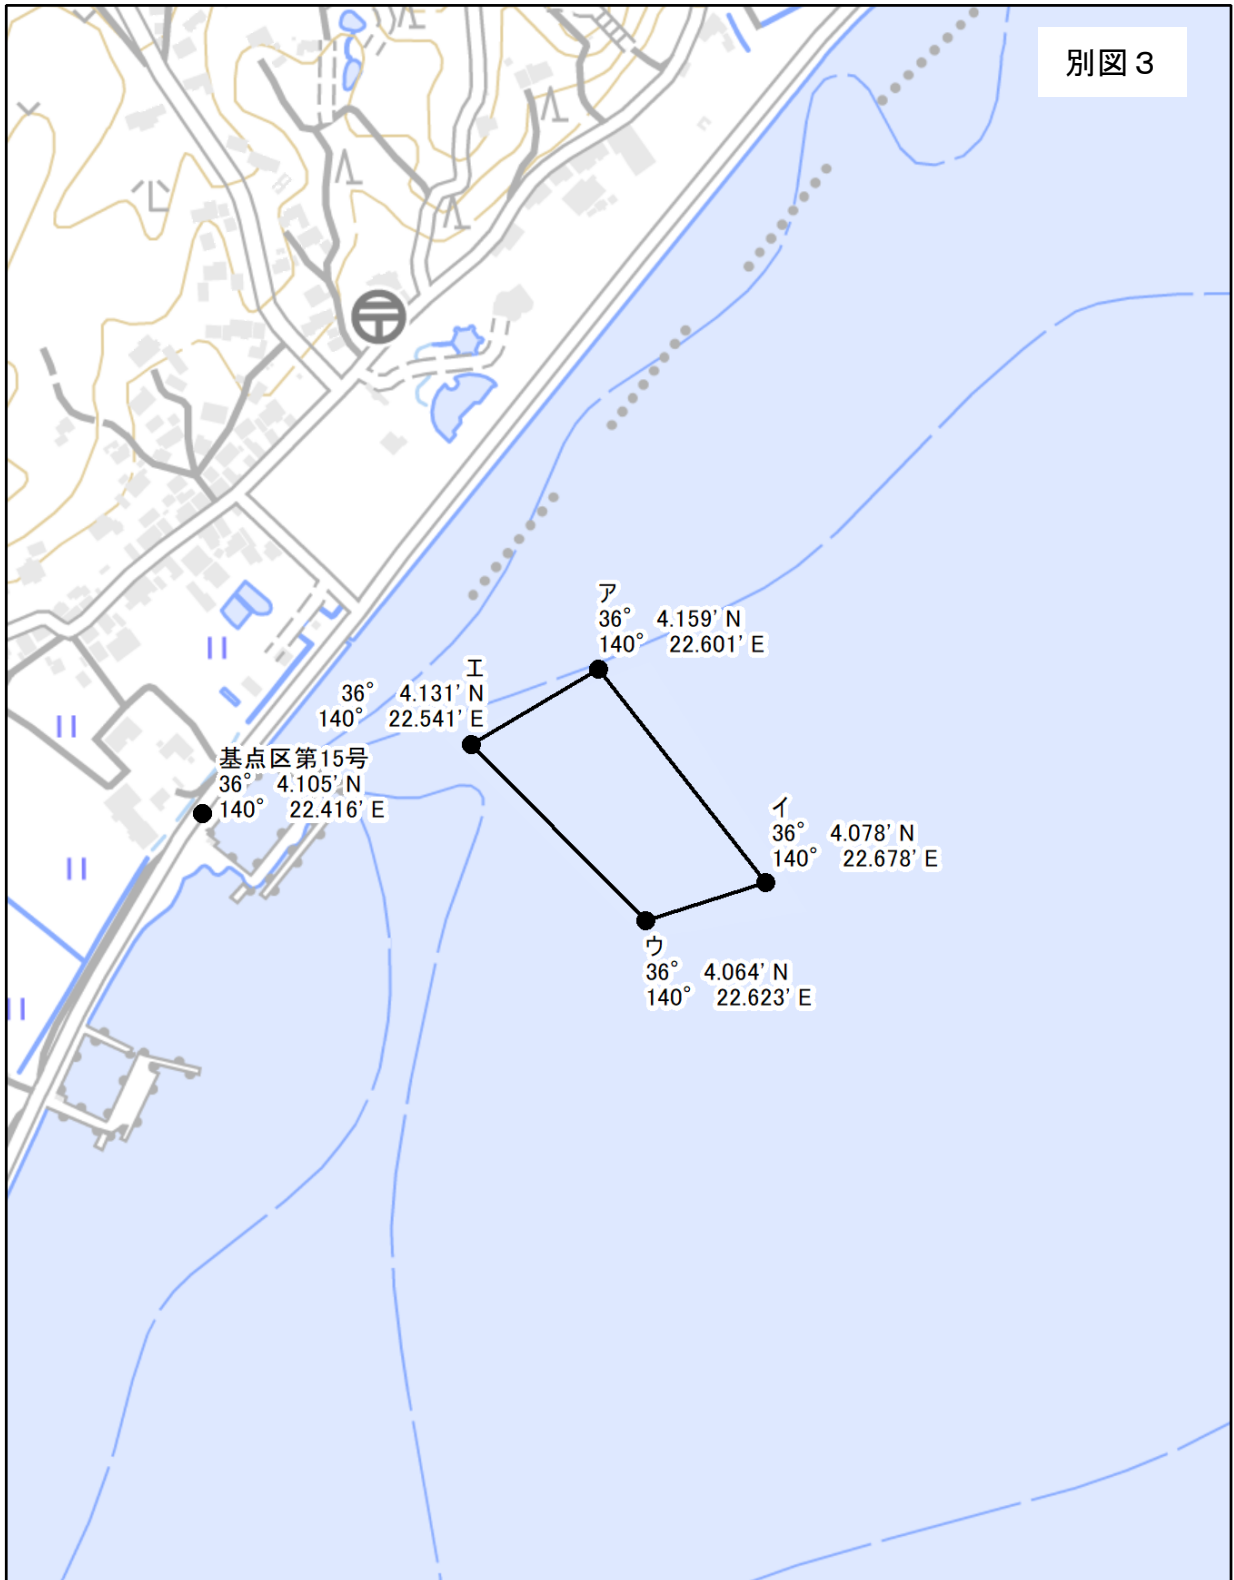 別図３
ア
36° 4.159' N
140° 22.601' E
エ
36° 4.131' N
140° 22.541' E
基点区第15号
36° 4.105' N
140° 22.416' E
イ
36° 4.078' N
140° 22.678' E
ウ
36° 4.064' N
140° 22.623' E